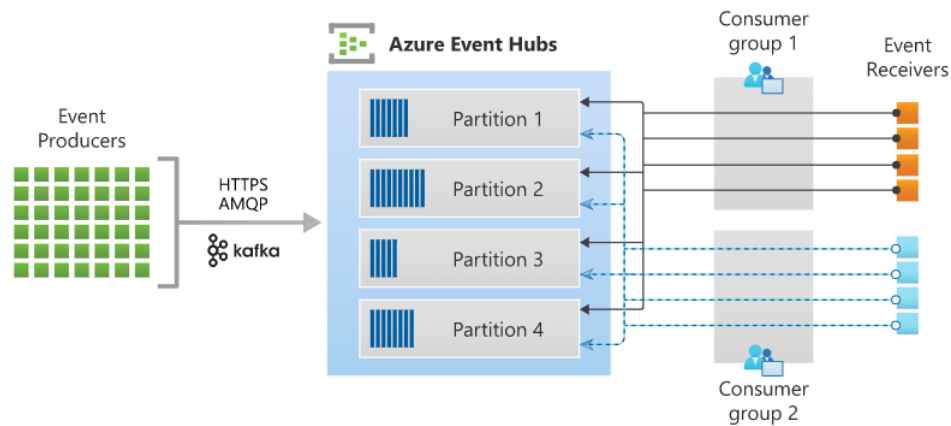 Event
Producers
HTTPS
AMQP
kafka
Azure Event Hubs
Partition 1
Partition 2
Partition 3
Partition 4
Consumer
group 1
Consumer
group 2
Event
Receivers